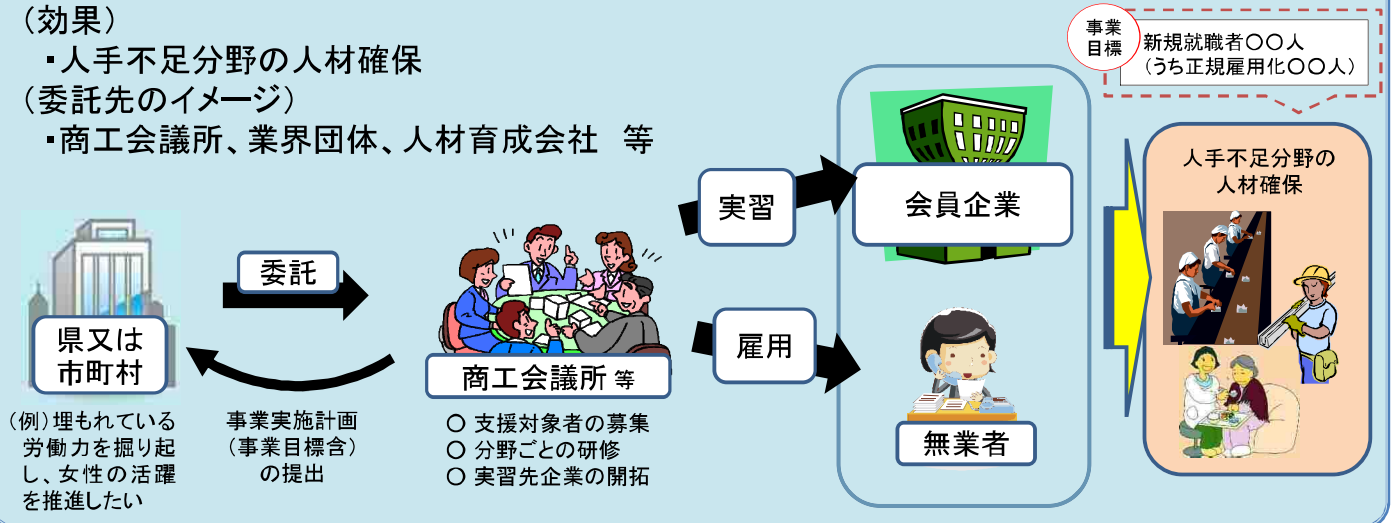 (効果)
・人手不足分野の人材確保
(委託先のイメージ)
・商工会議所、業界団体、人材育成会社　等
事業
目標
新規就職者〇〇人
(うち正規雇用化〇〇人)
県又は
市町村
(例)埋もれている
労働力を掘り起
し、女性の活躍
を推進したい
委託
事業実施計画
(事業目標含)
の提出
商工会議所 等
〇 支援対象者の募集
〇 分野ごとの研修
〇 実習先企業の開拓
実習
雇用
会員企業
無業者
人手不足分野の
人材確保